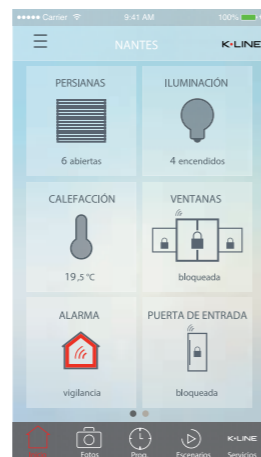 Carrier 9:41 AM 100%
NANTES K•LINE
PERSIANAS ILUMINACIÓN
6 abiertas 4 encendidos
CALEFACCIÓN VENTANAS
19,5 °C bloqueada
ALARMA PUERTA DE ENTRADA
vigilancia bloqueada
K•LINE
Fotos Prog. Escenarios Servicios